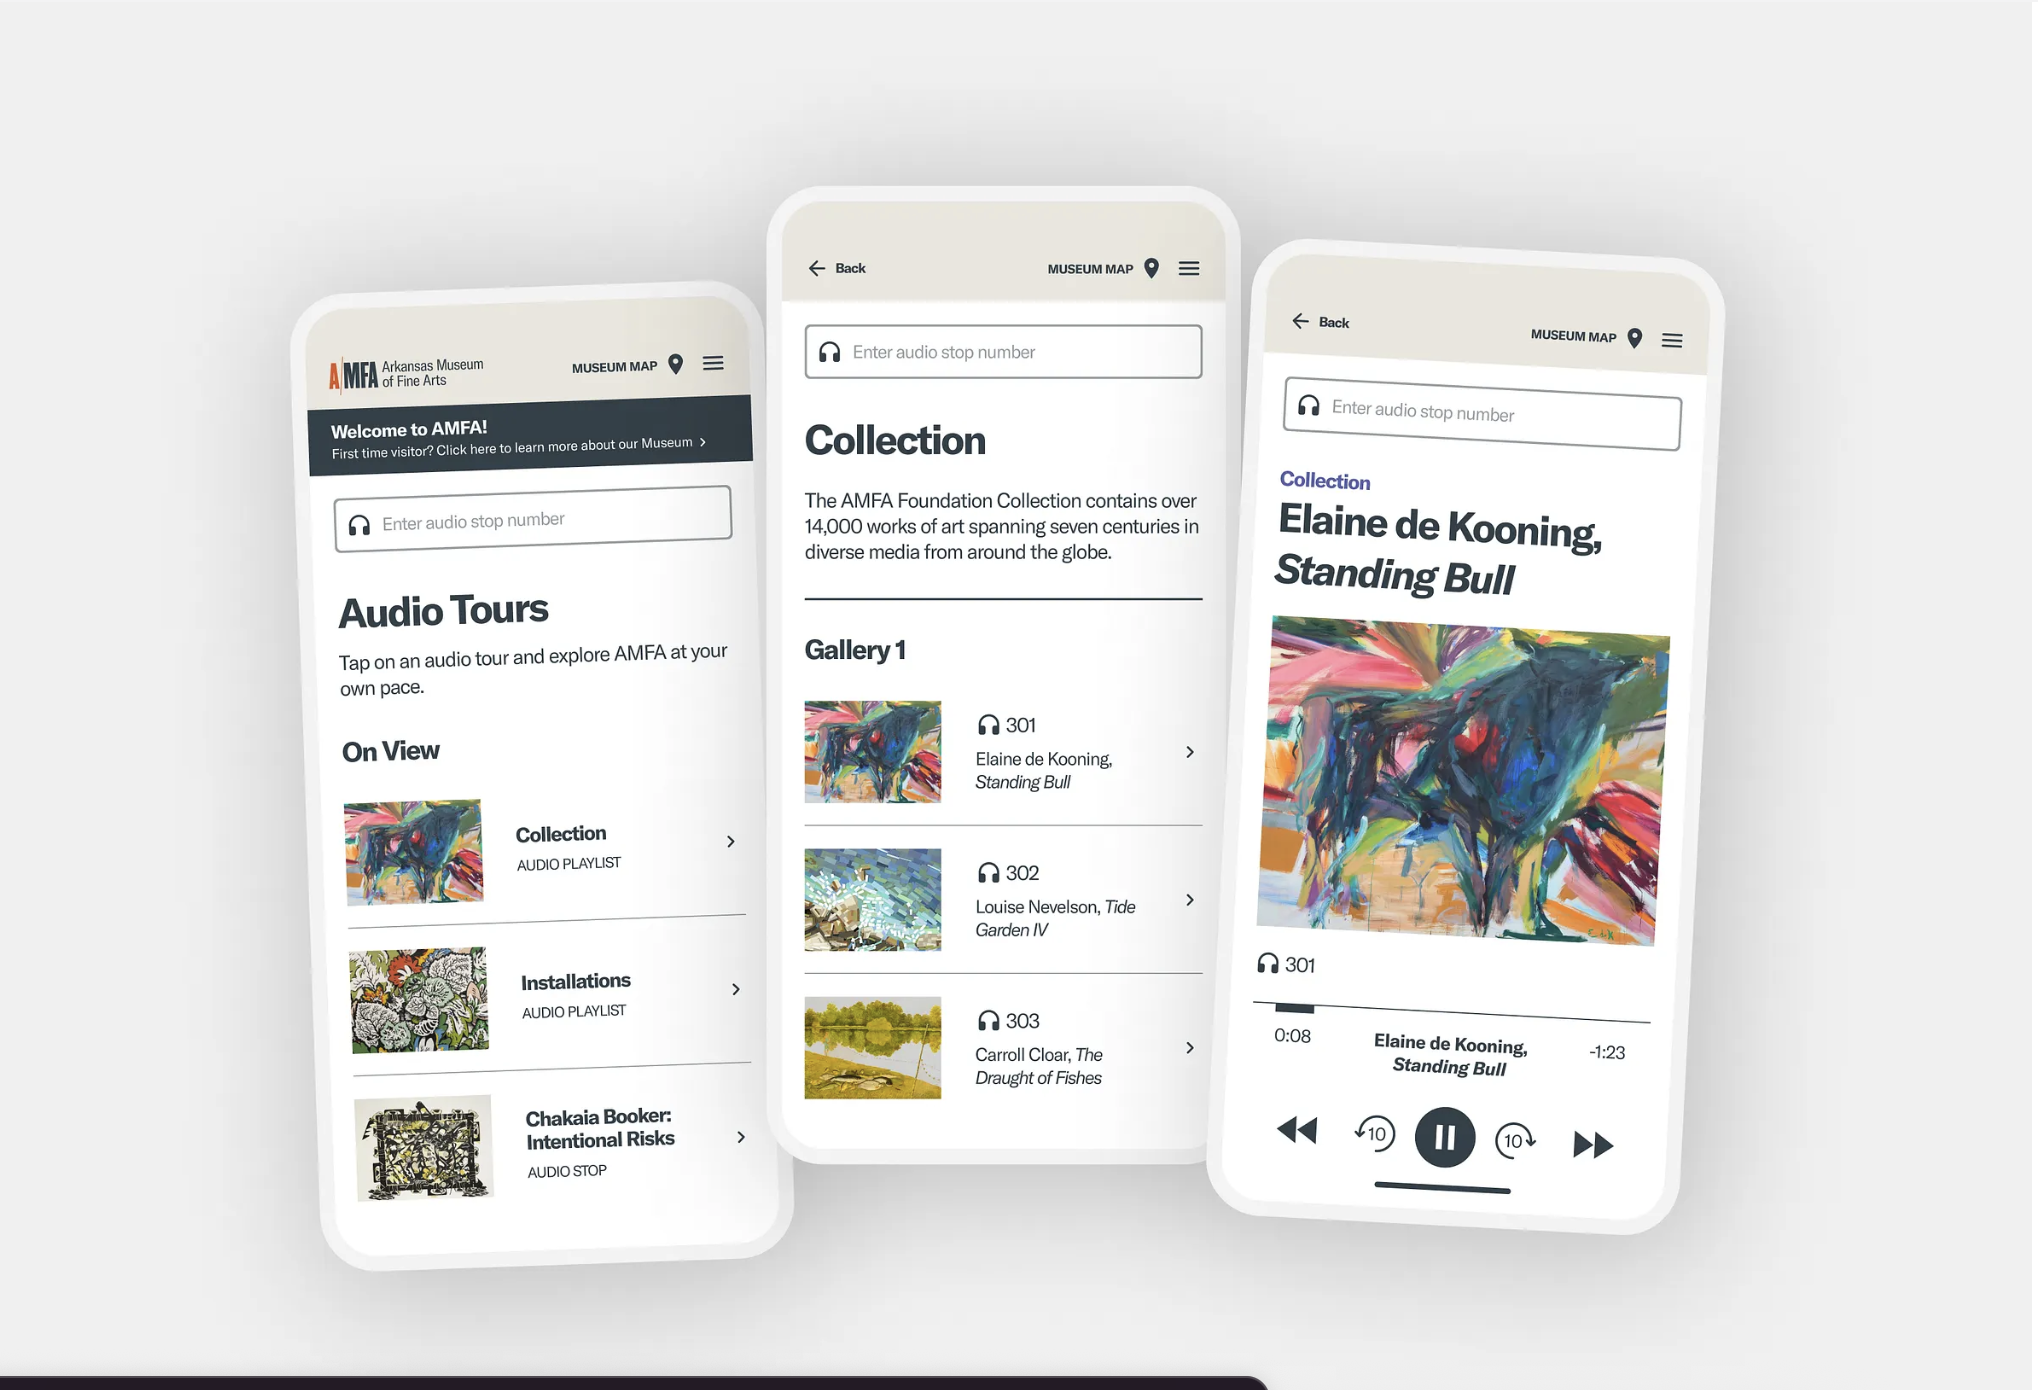 A|MFA Arkansas Museum
of Fine Arts
MUSEUM MAP
Welcome to AMFA!
First time visitor? Click here to learn more about our Museum >
Enter audio stop number
Audio Tours
Tap on an audio tour and explore AMFA at your
own pace.
On View
Collection
AUDIO PLAYLIST
Installations
AUDIO PLAYLIST
Chakaia Booker:
Intentional Risks
AUDIO STOP
Back
MUSEUM MAP
Enter audio stop number
Collection
The AMFA Foundation Collection contains over
14,000 works of art spanning seven centuries in
diverse media from around the globe.
Gallery 1
301
Elaine de Kooning,
Standing Bull
302
Louise Nevelson, Tide
Garden IV
303
Carroll Cloar, The
Draught of Fishes
Back
MUSEUM MAP
Enter audio stop number
Collection
Elaine de Kooning,
Standing Bull
301
0:08
Elaine de Kooning,
Standing Bull
-1:23
10
10